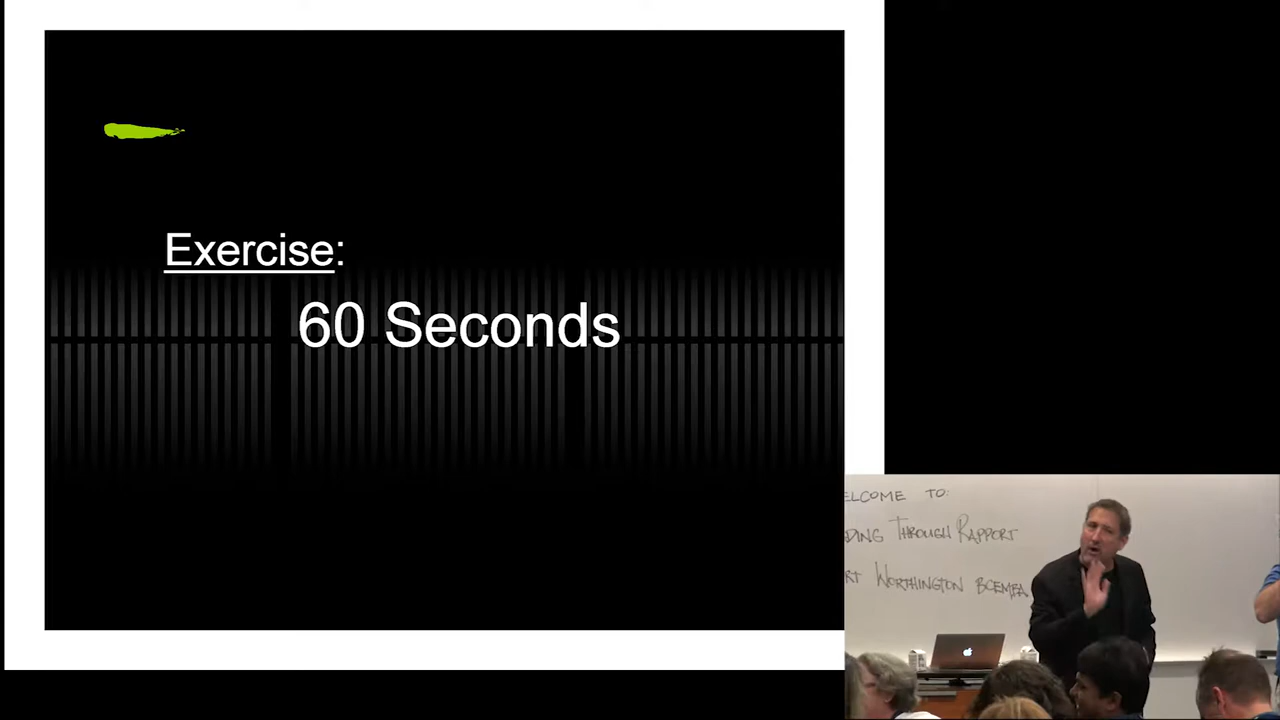 Exercise:
60 Seconds
ELCOME TO:
DING THROUGH RAPPORT
RT WORTHINGTON BCEMFA